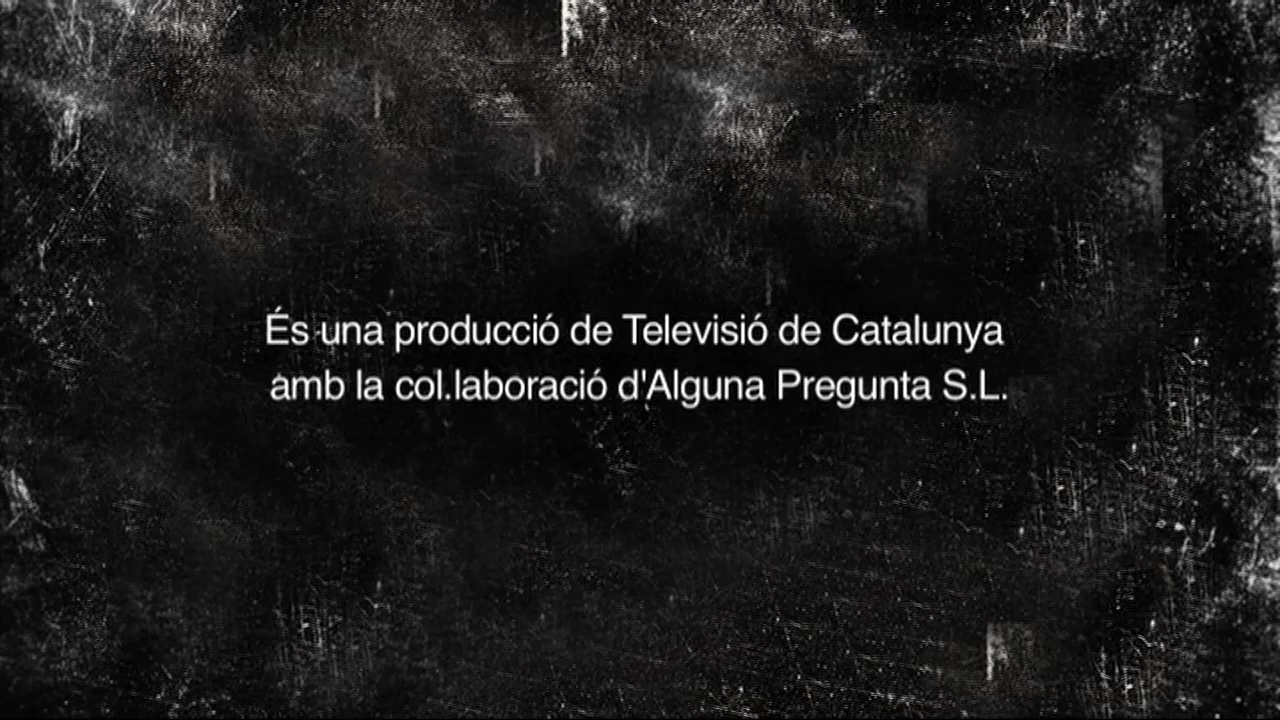 És una producció de Televisió de Catalunya
amb la col.laboració d'Alguna Pregunta S.L.